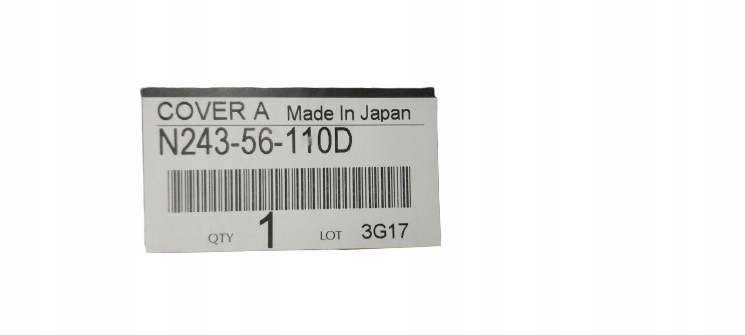 COVER A Made In Japan
N243-56-110D
QTY 1 LOT 3G17